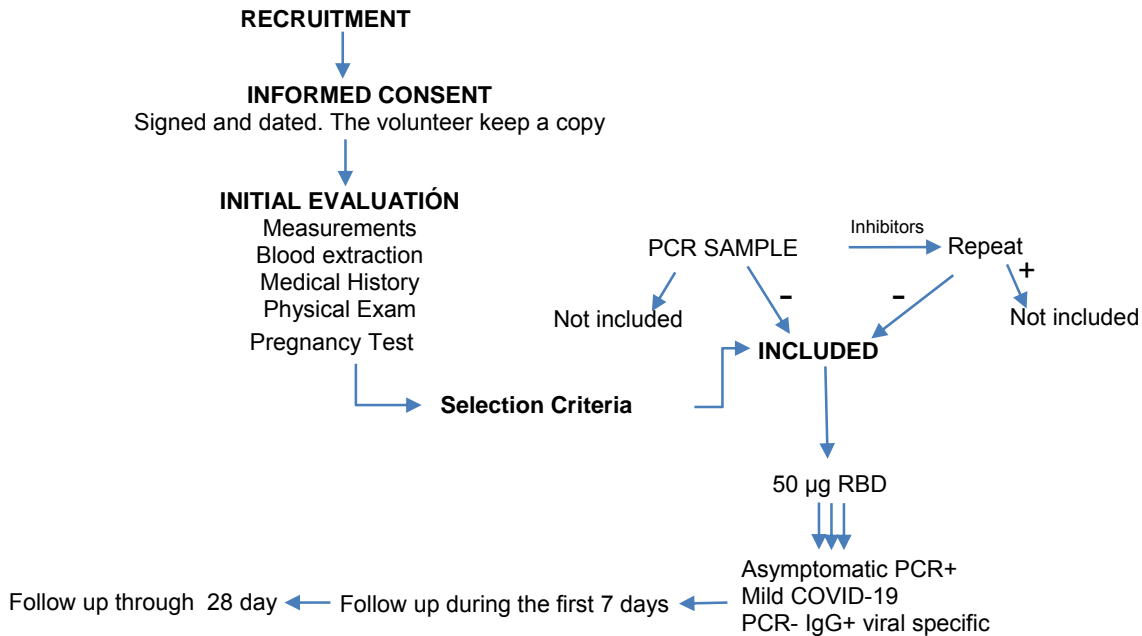 RECRUITMENT
INFORMED CONSENT
Signed and dated. The volunteer keep a copy
INITIAL EVALUATIÓN
Measurements
Blood extraction
Medical History
Physical Exam
Pregnancy Test
Selection Criteria
PCR SAMPLE
Inhibitors
Repeat
Not included
–
–
+
Not included
INCLUDED
50 µg RBD
Asymptomatic PCR+
Mild COVID-19
PCR- IgG+ viral specific
Follow up during the first 7 days
Follow up through 28 day